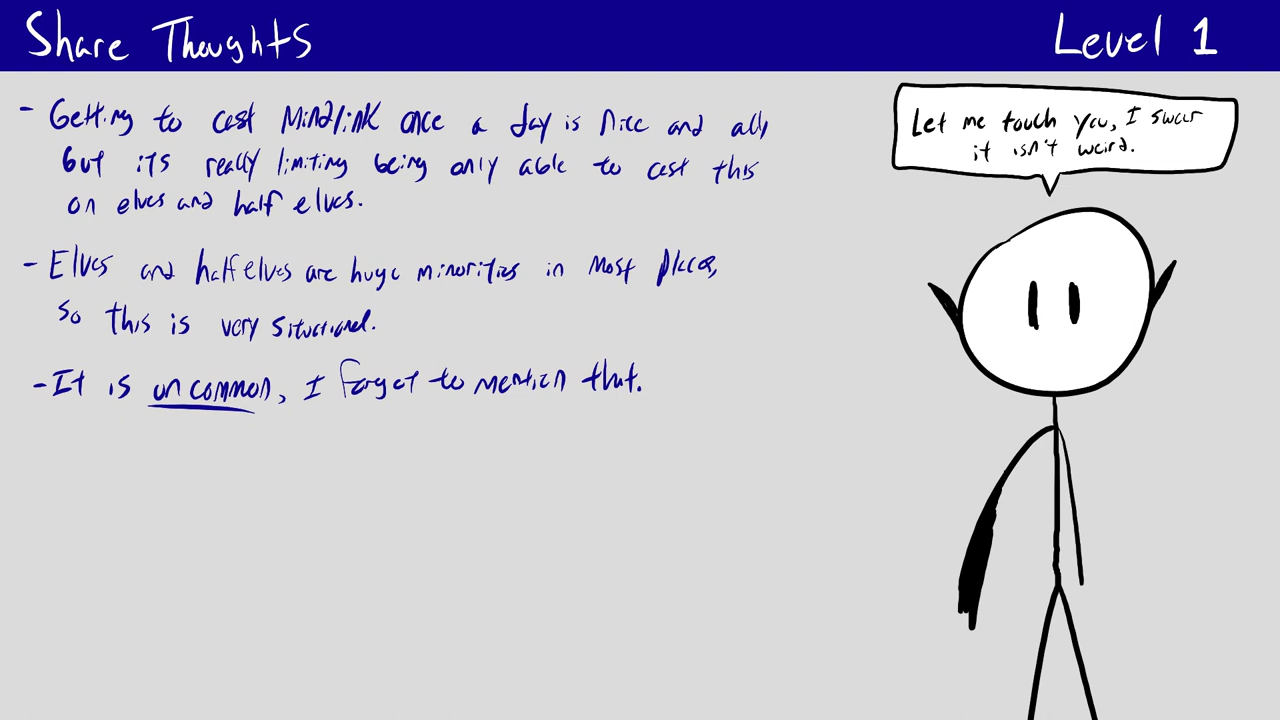 Share Thoughts
Level 1
- Getting to cast Mindlink once a day is nice and all,
but its really limiting being only able to cast this
on elves and half elves.
- Elves and half elves are huge minorities in most places,
so this is very situational.
- It is uncommon, I forgot to mention that.
Let me touch you, I swear
it isn't weird.